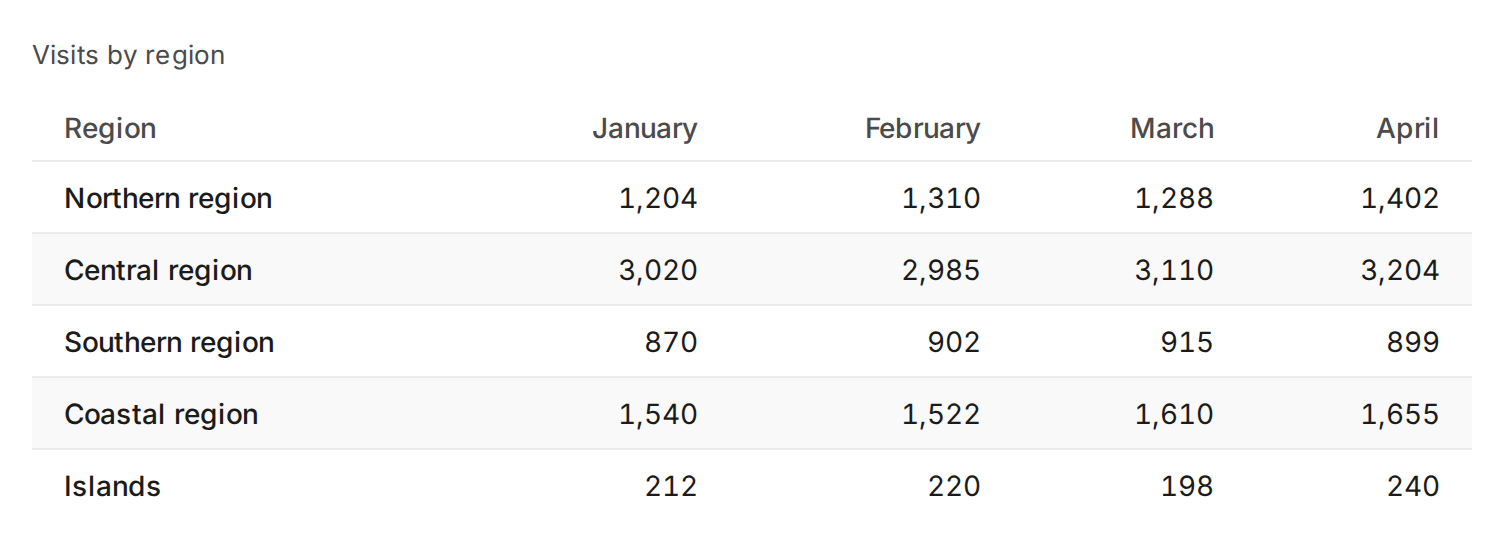 Visits by region
Region January February March April
Northern region 1,204 1,310 1,288 1,402
Central region 3,020 2,985 3,110 3,204
Southern region 870 902 915 899
Coastal region 1,540 1,522 1,610 1,655
Islands 212 220 198 240